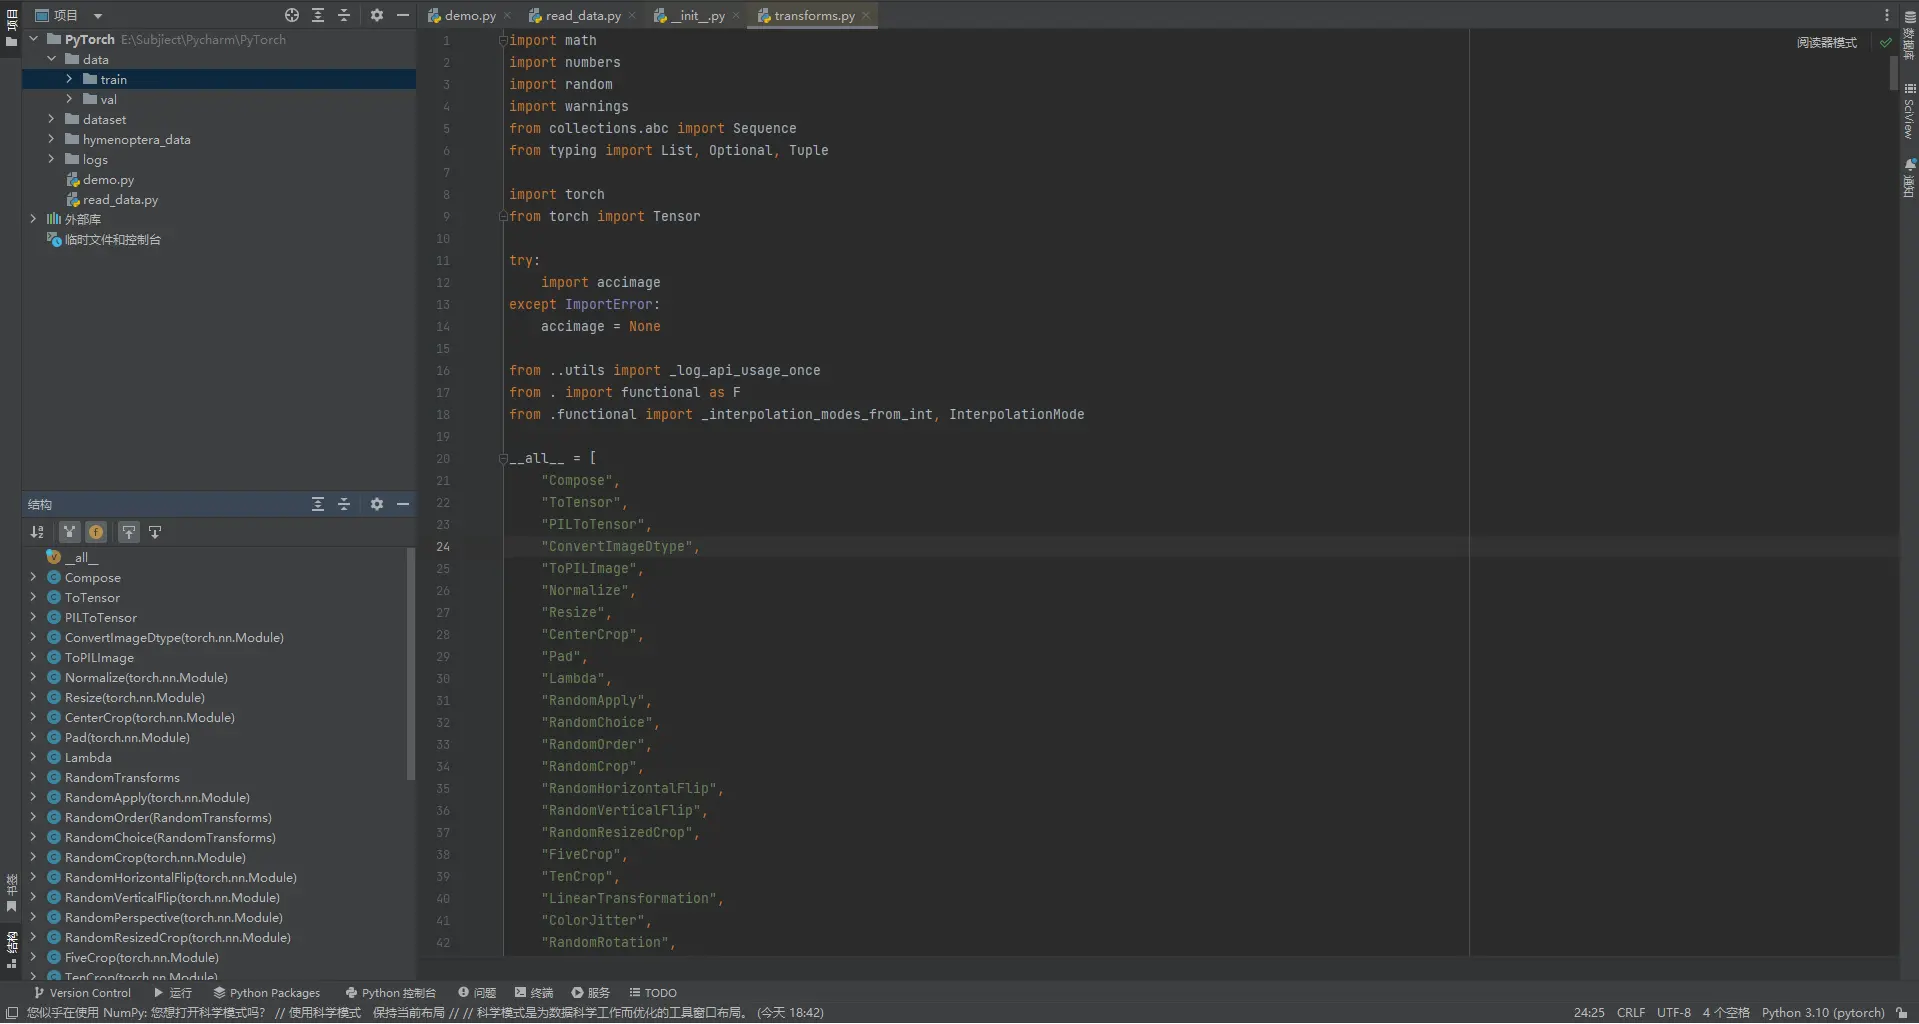 项目
demo.py
read_data.py
__init__.py
transforms.py
项目
PyTorch E:\Subject\Pycharm\PyTorch
data
train
val
dataset
hymenoptera_data
logs
demo.py
read_data.py
外部库
临时文件和控制台
结构
__all__
Compose
ToTensor
PILToTensor
ConvertImageDtype(torch.nn.Module)
ToPILImage
Normalize(torch.nn.Module)
Resize(torch.nn.Module)
CenterCrop(torch.nn.Module)
Pad(torch.nn.Module)
Lambda
RandomTransforms
RandomApply(torch.nn.Module)
RandomOrder(RandomTransforms)
RandomChoice(RandomTransforms)
RandomCrop(torch.nn.Module)
RandomHorizontalFlip(torch.nn.Module)
RandomVerticalFlip(torch.nn.Module)
RandomPerspective(torch.nn.Module)
RandomResizedCrop(torch.nn.Module)
FiveCrop(torch.nn.Module)
TenCrop(torch.nn.Module)
书签
结构
1 import math
2 import numbers
3 import random
4 import warnings
5 from collections.abc import Sequence
6 from typing import List, Optional, Tuple
7
8 import torch
9 from torch import Tensor
10
11 try:
12 import accimage
13 except ImportError:
14 accimage = None
15
16 from ..utils import _log_api_usage_once
17 from . import functional as F
18 from .functional import _interpolation_modes_from_int, InterpolationMode
19
20 __all__ = [
21 "Compose",
22 "ToTensor",
23 "PILToTensor",
24 "ConvertImageDtype",
25 "ToPILImage",
26 "Normalize",
27 "Resize",
28 "CenterCrop",
29 "Pad",
30 "Lambda",
31 "RandomApply",
32 "RandomChoice",
33 "RandomOrder",
34 "RandomCrop",
35 "RandomHorizontalFlip",
36 "RandomVerticalFlip",
37 "RandomResizedCrop",
38 "FiveCrop",
39 "TenCrop",
40 "LinearTransformation",
41 "ColorJitter",
42 "RandomRotation",
阅读器模式
数据库
SciView
通知
Version Control
运行
Python Packages
Python 控制台
问题
终端
服务
TODO
您似乎在使用 NumPy: 您想打开科学模式吗? // 使用科学模式 保持当前布局 // // 科学模式是为数据科学工作而优化的工具窗口布局。 (今天 18:42)
24:25 CRLF UTF-8 4 个空格 Python 3.10 (pytorch)